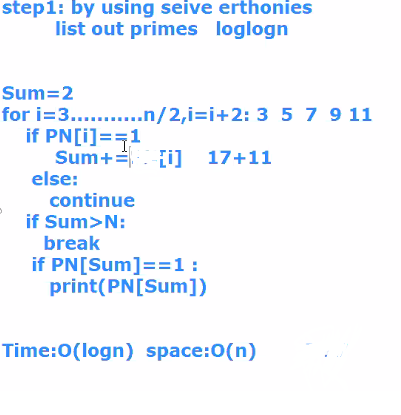 step1: by using seive erthonies
list out primes loglogn
Sum=2
for i=3...........n/2,i=i+2: 3 5 7 9 11
if PN[i]==1
Sum+= [i] 17+11
else:
continue
if Sum>N:
break
if PN[Sum]==1 :
print(PN[Sum])
Time:O(logn) space:O(n)